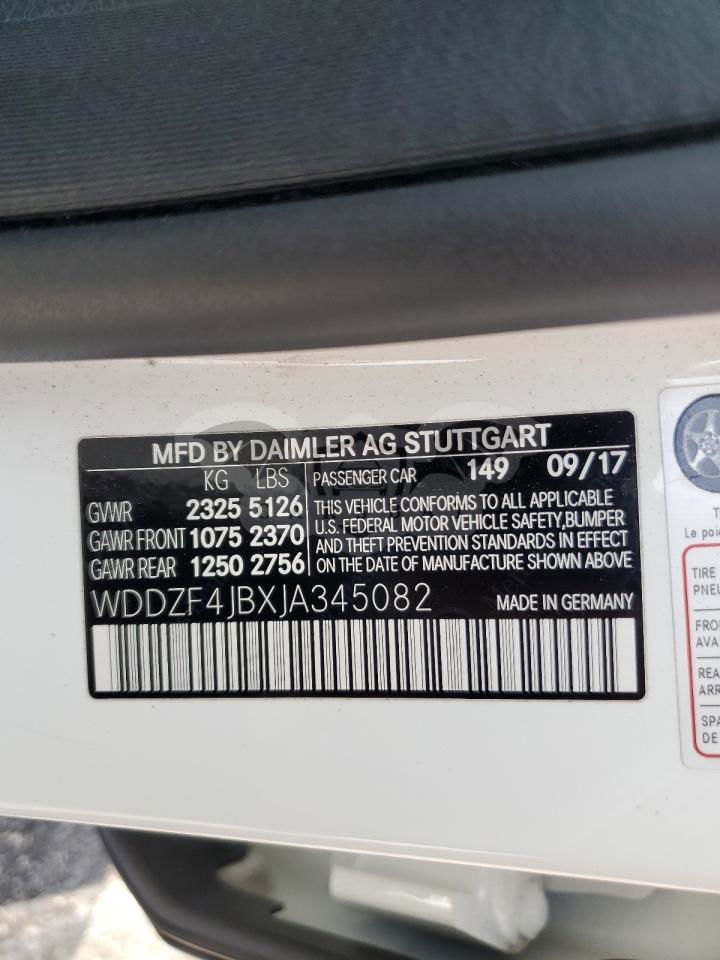 MFD BY DAIMLER AG STUTTGART
KG LBS
GVWR 2325 5126
GAWR FRONT 1075 2370
GAWR REAR 1250 2756
PASSENGER CAR 149 09/17
THIS VEHICLE CONFORMS TO ALL APPLICABLE
U.S. FEDERAL MOTOR VEHICLE SAFETY,BUMPER
AND THEFT PREVENTION STANDARDS IN EFFECT
ON THE DATE OF MANUFACTURE SHOWN ABOVE
WDDZF4JBXJA345082
MADE IN GERMANY
Le
TIRE